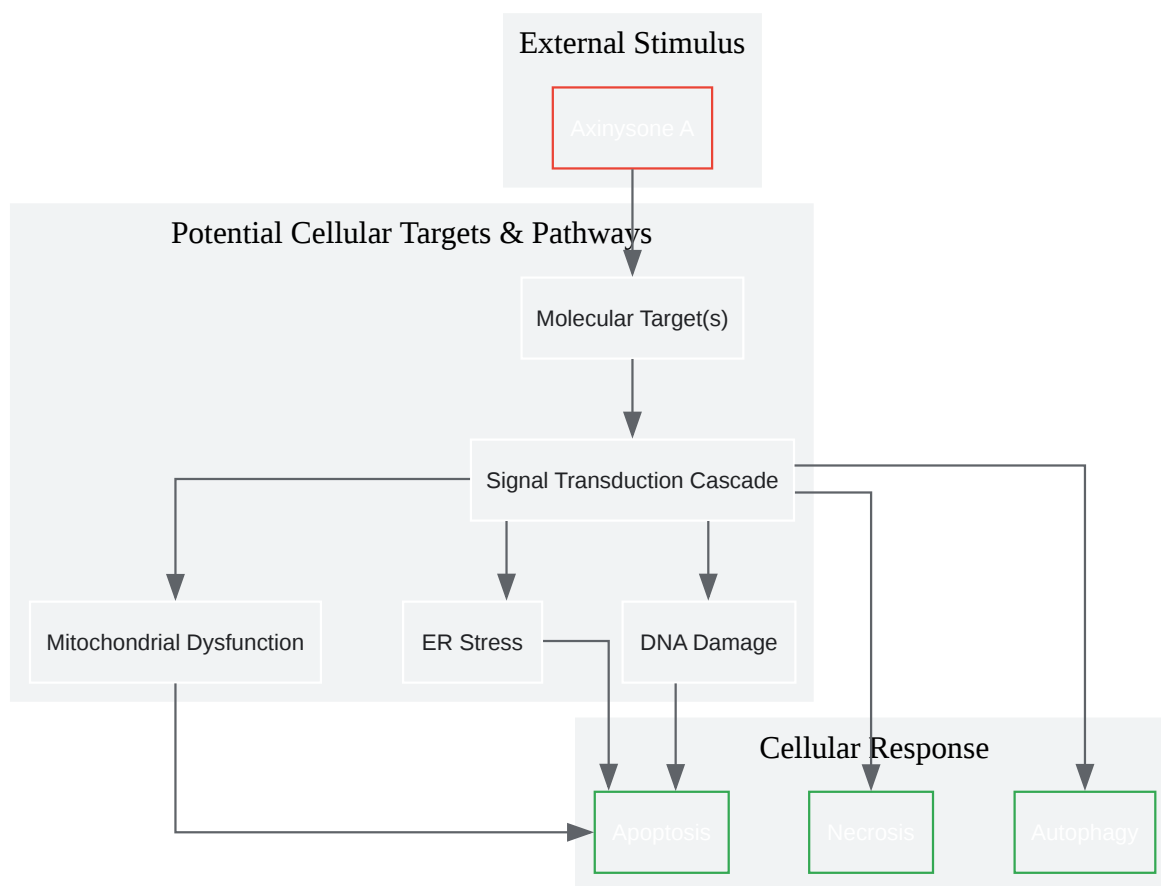 External Stimulus
Axinysone A
Potential Cellular Targets & Pathways
Molecular Target(s)
Signal Transduction Cascade
Mitochondrial Dysfunction
ER Stress
DNA Damage
Cellular Response
Apoptosis
Necrosis
Autophagy